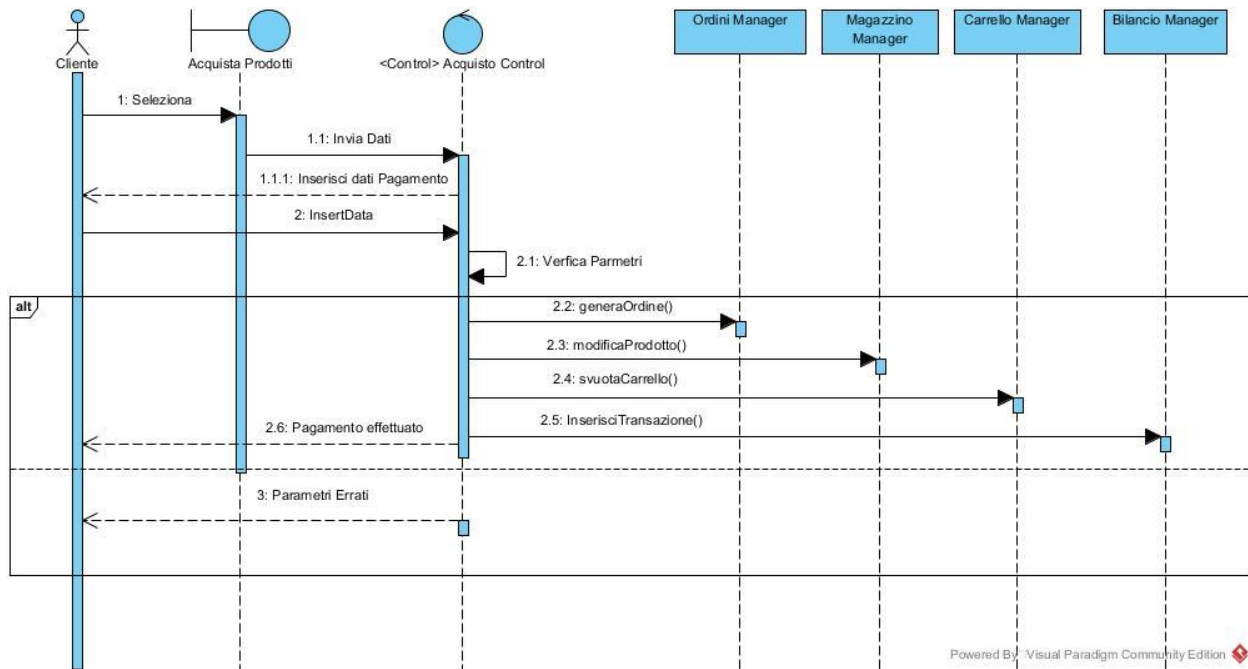 Ordini Manager
Magazzino
Manager
Carrello Manager
Bilancio Manager
Cliente
Acquista Prodotti
<Control> Acquisto Control
1: Seleziona
1.1: Invia Dati
1.1.1: Inserisci dati Pagamento
2: InsertData
2.1: Verfica Parmetri
alt
2.2: generaOrdine()
2.3: modificaProdotto()
2.4: svuotaCarrello()
2.5: InserisciTransazione()
2.6: Pagamento effettuato
3: Parametri Errati
Powered By Visual Paradigm Community Edition